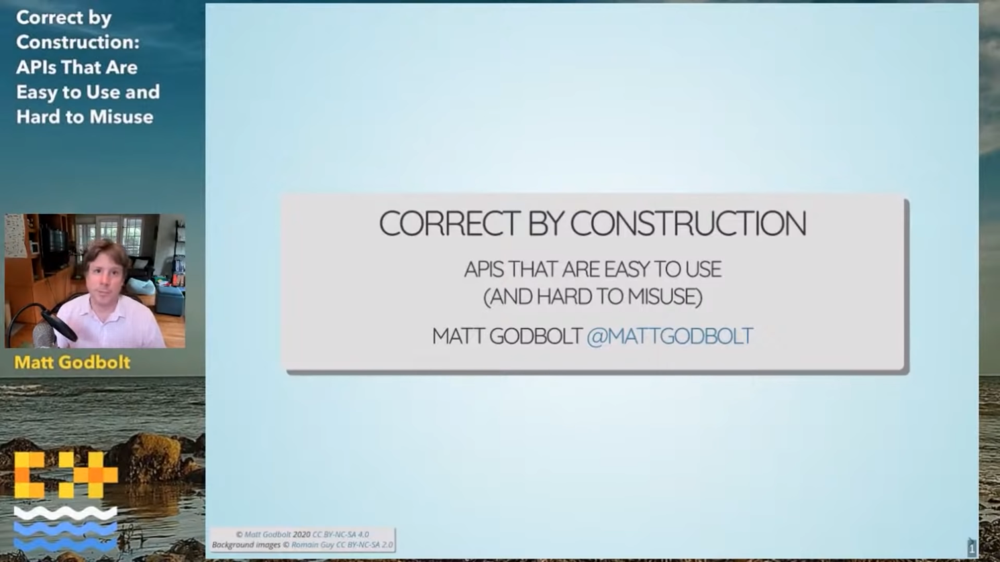 Correct by
Construction:
APIs That Are
Easy to Use and
Hard to Misuse
Matt Godbolt
C++
CORRECT BY CONSTRUCTION
APIS THAT ARE EASY TO USE
(AND HARD TO MISUSE)
MATT GODBOLT @MATTGODBOLT
© Matt Godbolt 2020 CC BY-NC-SA 4.0
Background images © Romain Guy CC BY-NC-SA 2.0
1